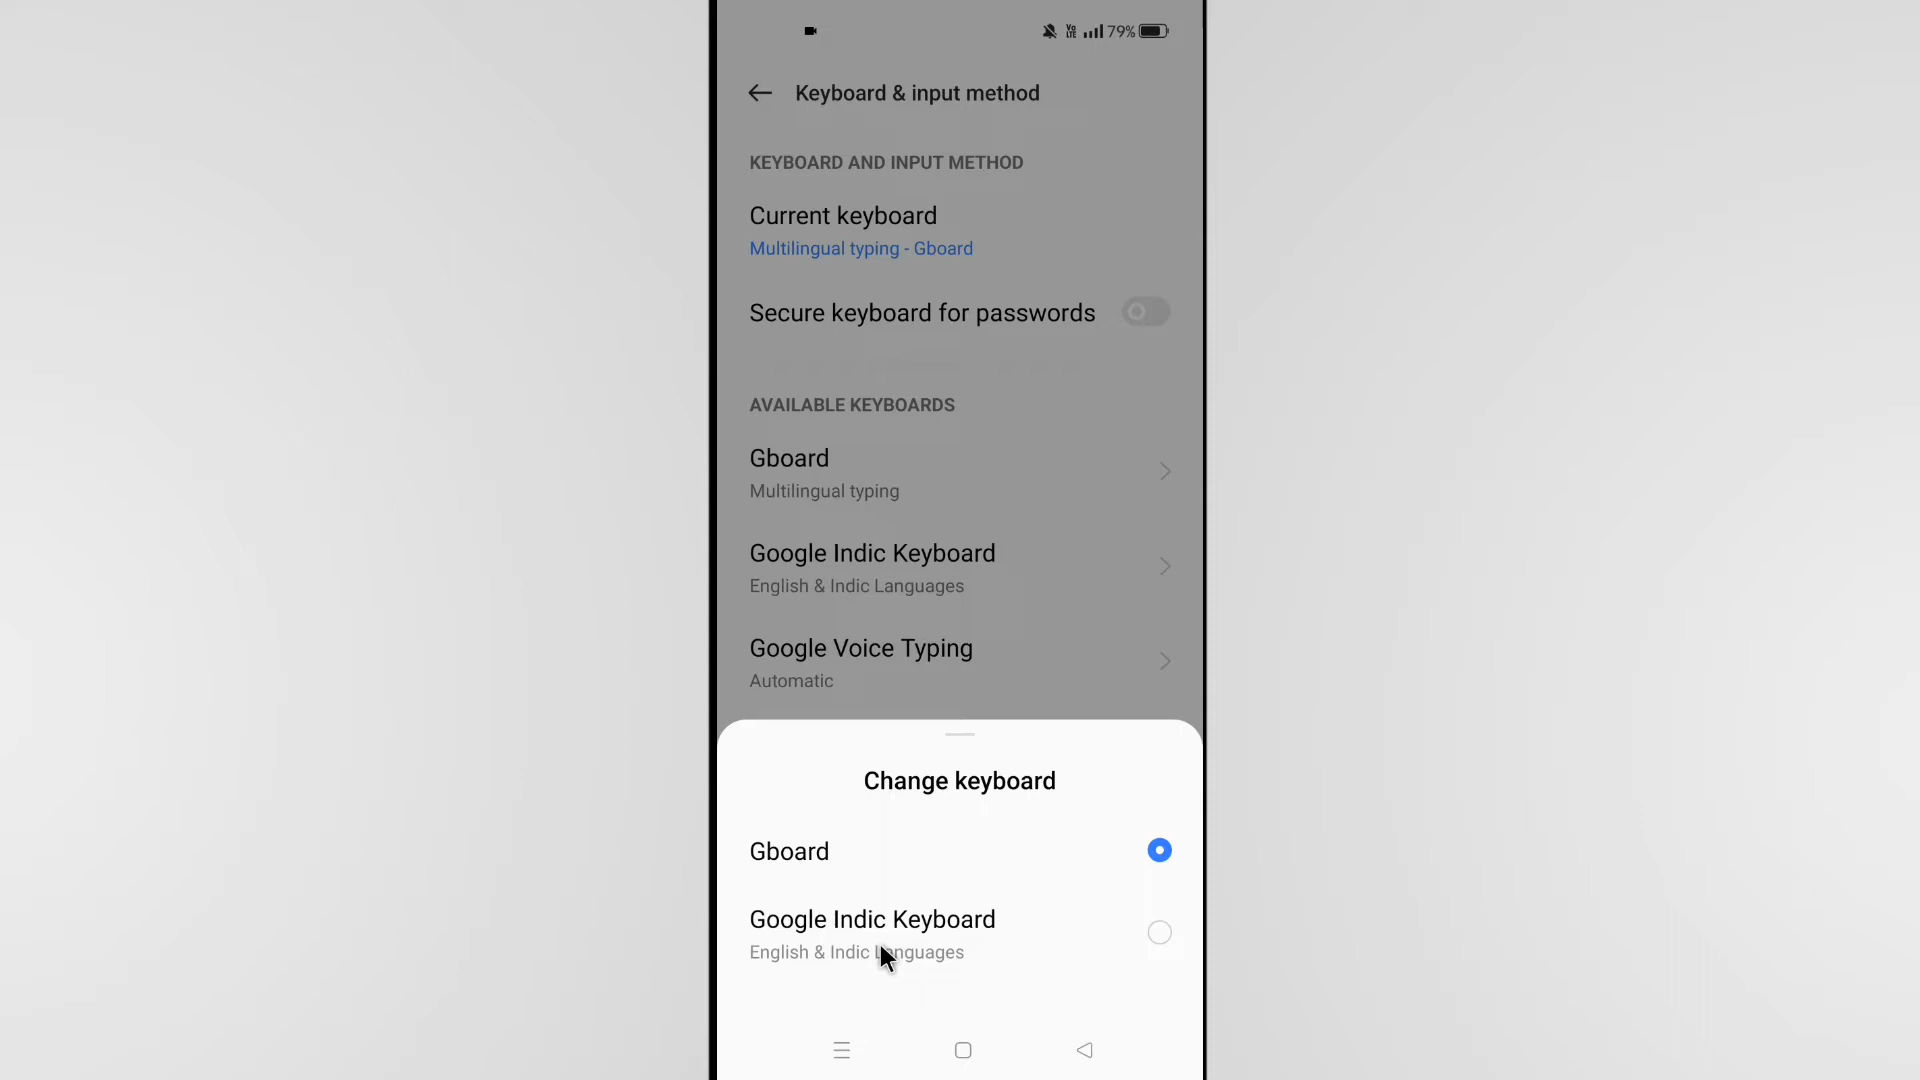 Vo
LTE 79%
Keyboard & input method
KEYBOARD AND INPUT METHOD
Current keyboard
Multilingual typing - Gboard
Secure keyboard for passwords
AVAILABLE KEYBOARDS
Gboard
Multilingual typing
Google Indic Keyboard
English & Indic Languages
Google Voice Typing
Automatic
Change keyboard
Gboard
Google Indic Keyboard
English & Indic Languages